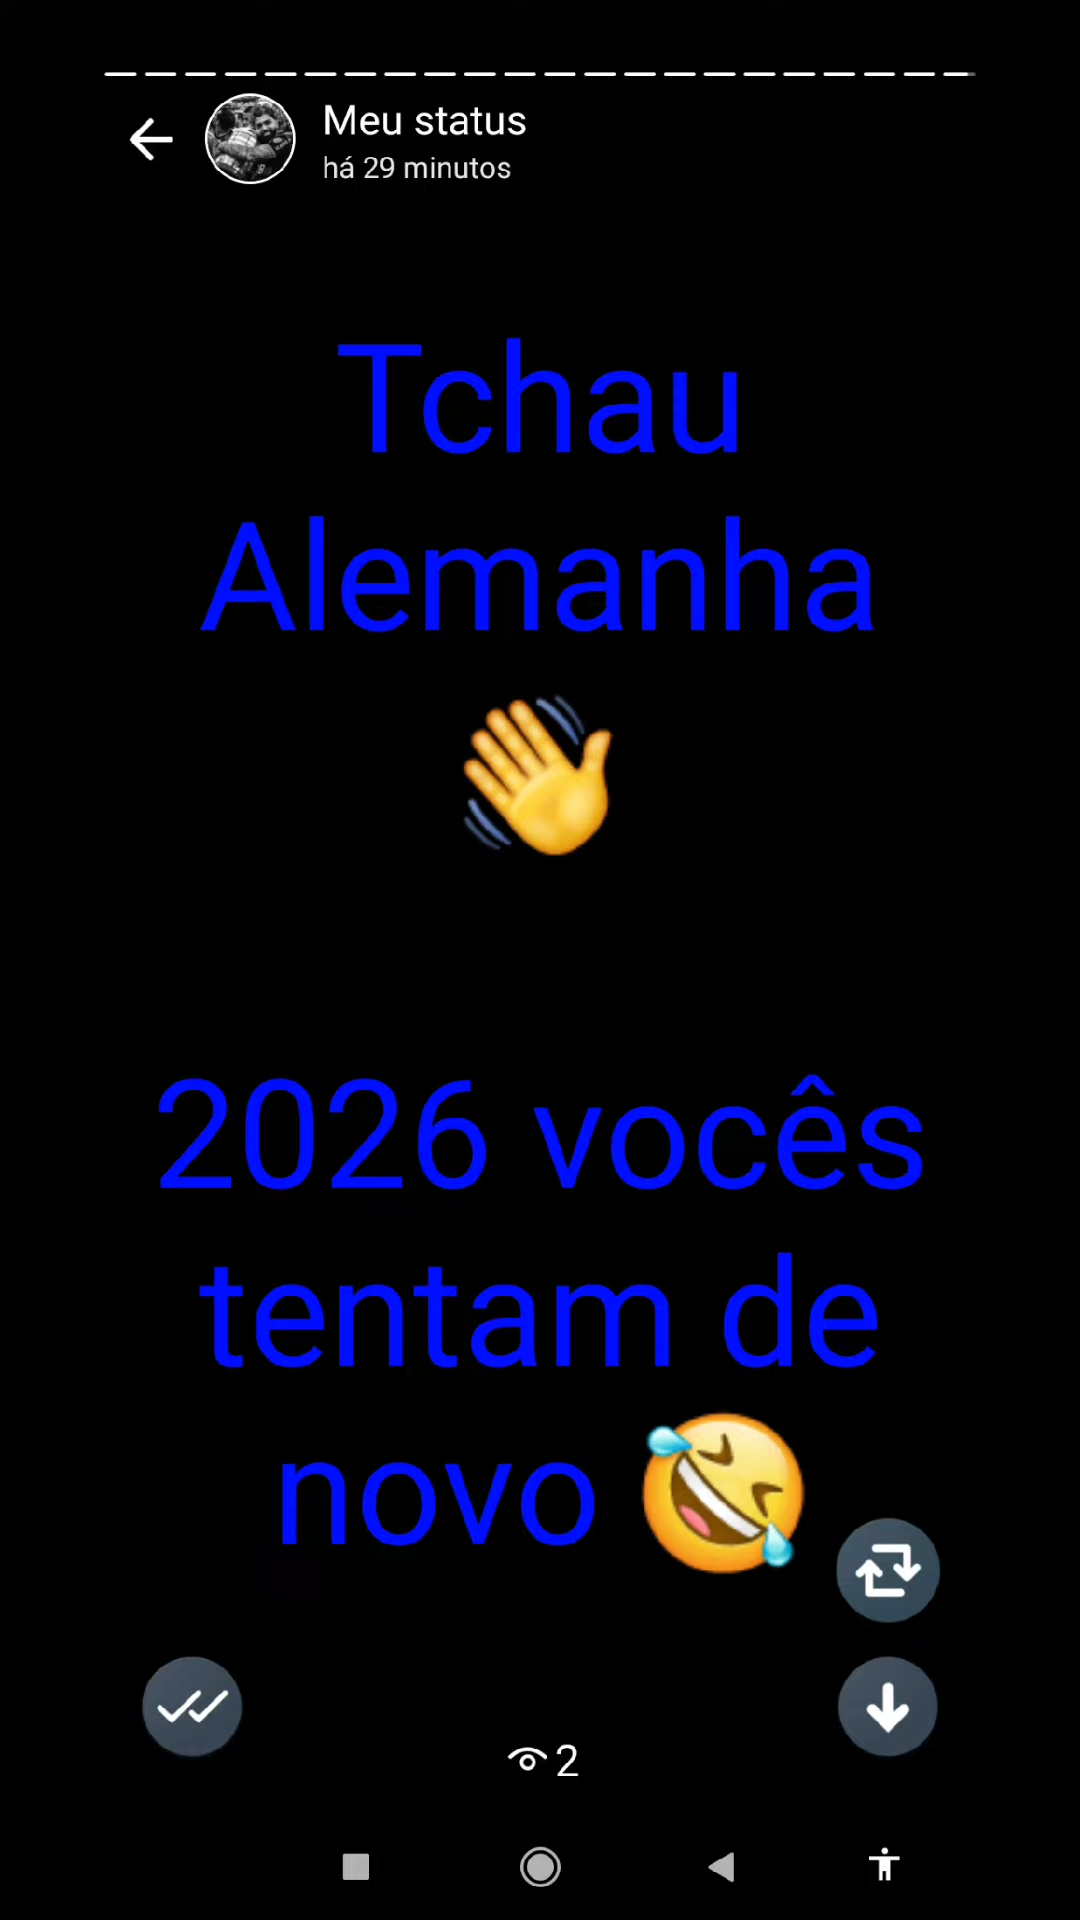 Meu status
há 29 minutos
Tchau
Alemanha
👋
2026 vocês
tentam de
novo 🤣
2